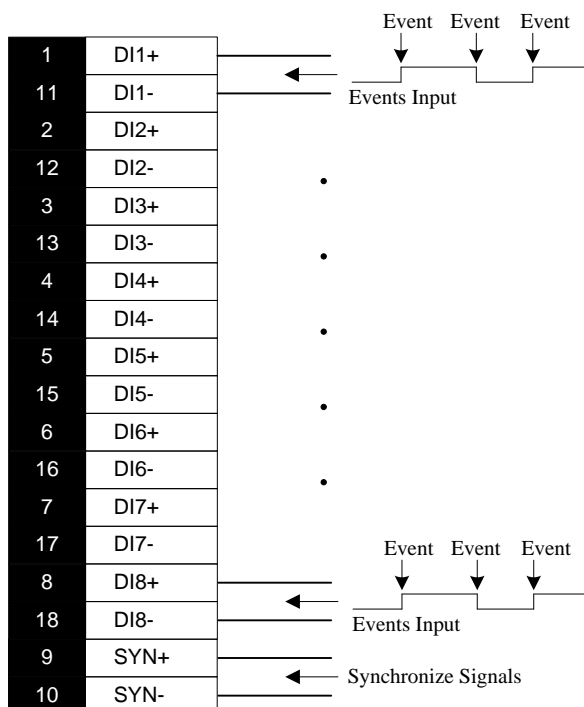 Event Event Event
1 DI1+
11 DI1-
Events Input
2 DI2+
12 DI2-
3 DI3+
13 DI3-
4 DI4+
14 DI4-
5 DI5+
15 DI5-
6 DI6+
16 DI6-
7 DI7+
17 DI7-
Event Event Event
8 DI8+
18 DI8-
Events Input
9 SYN+
Synchronize Signals
10 SYN-